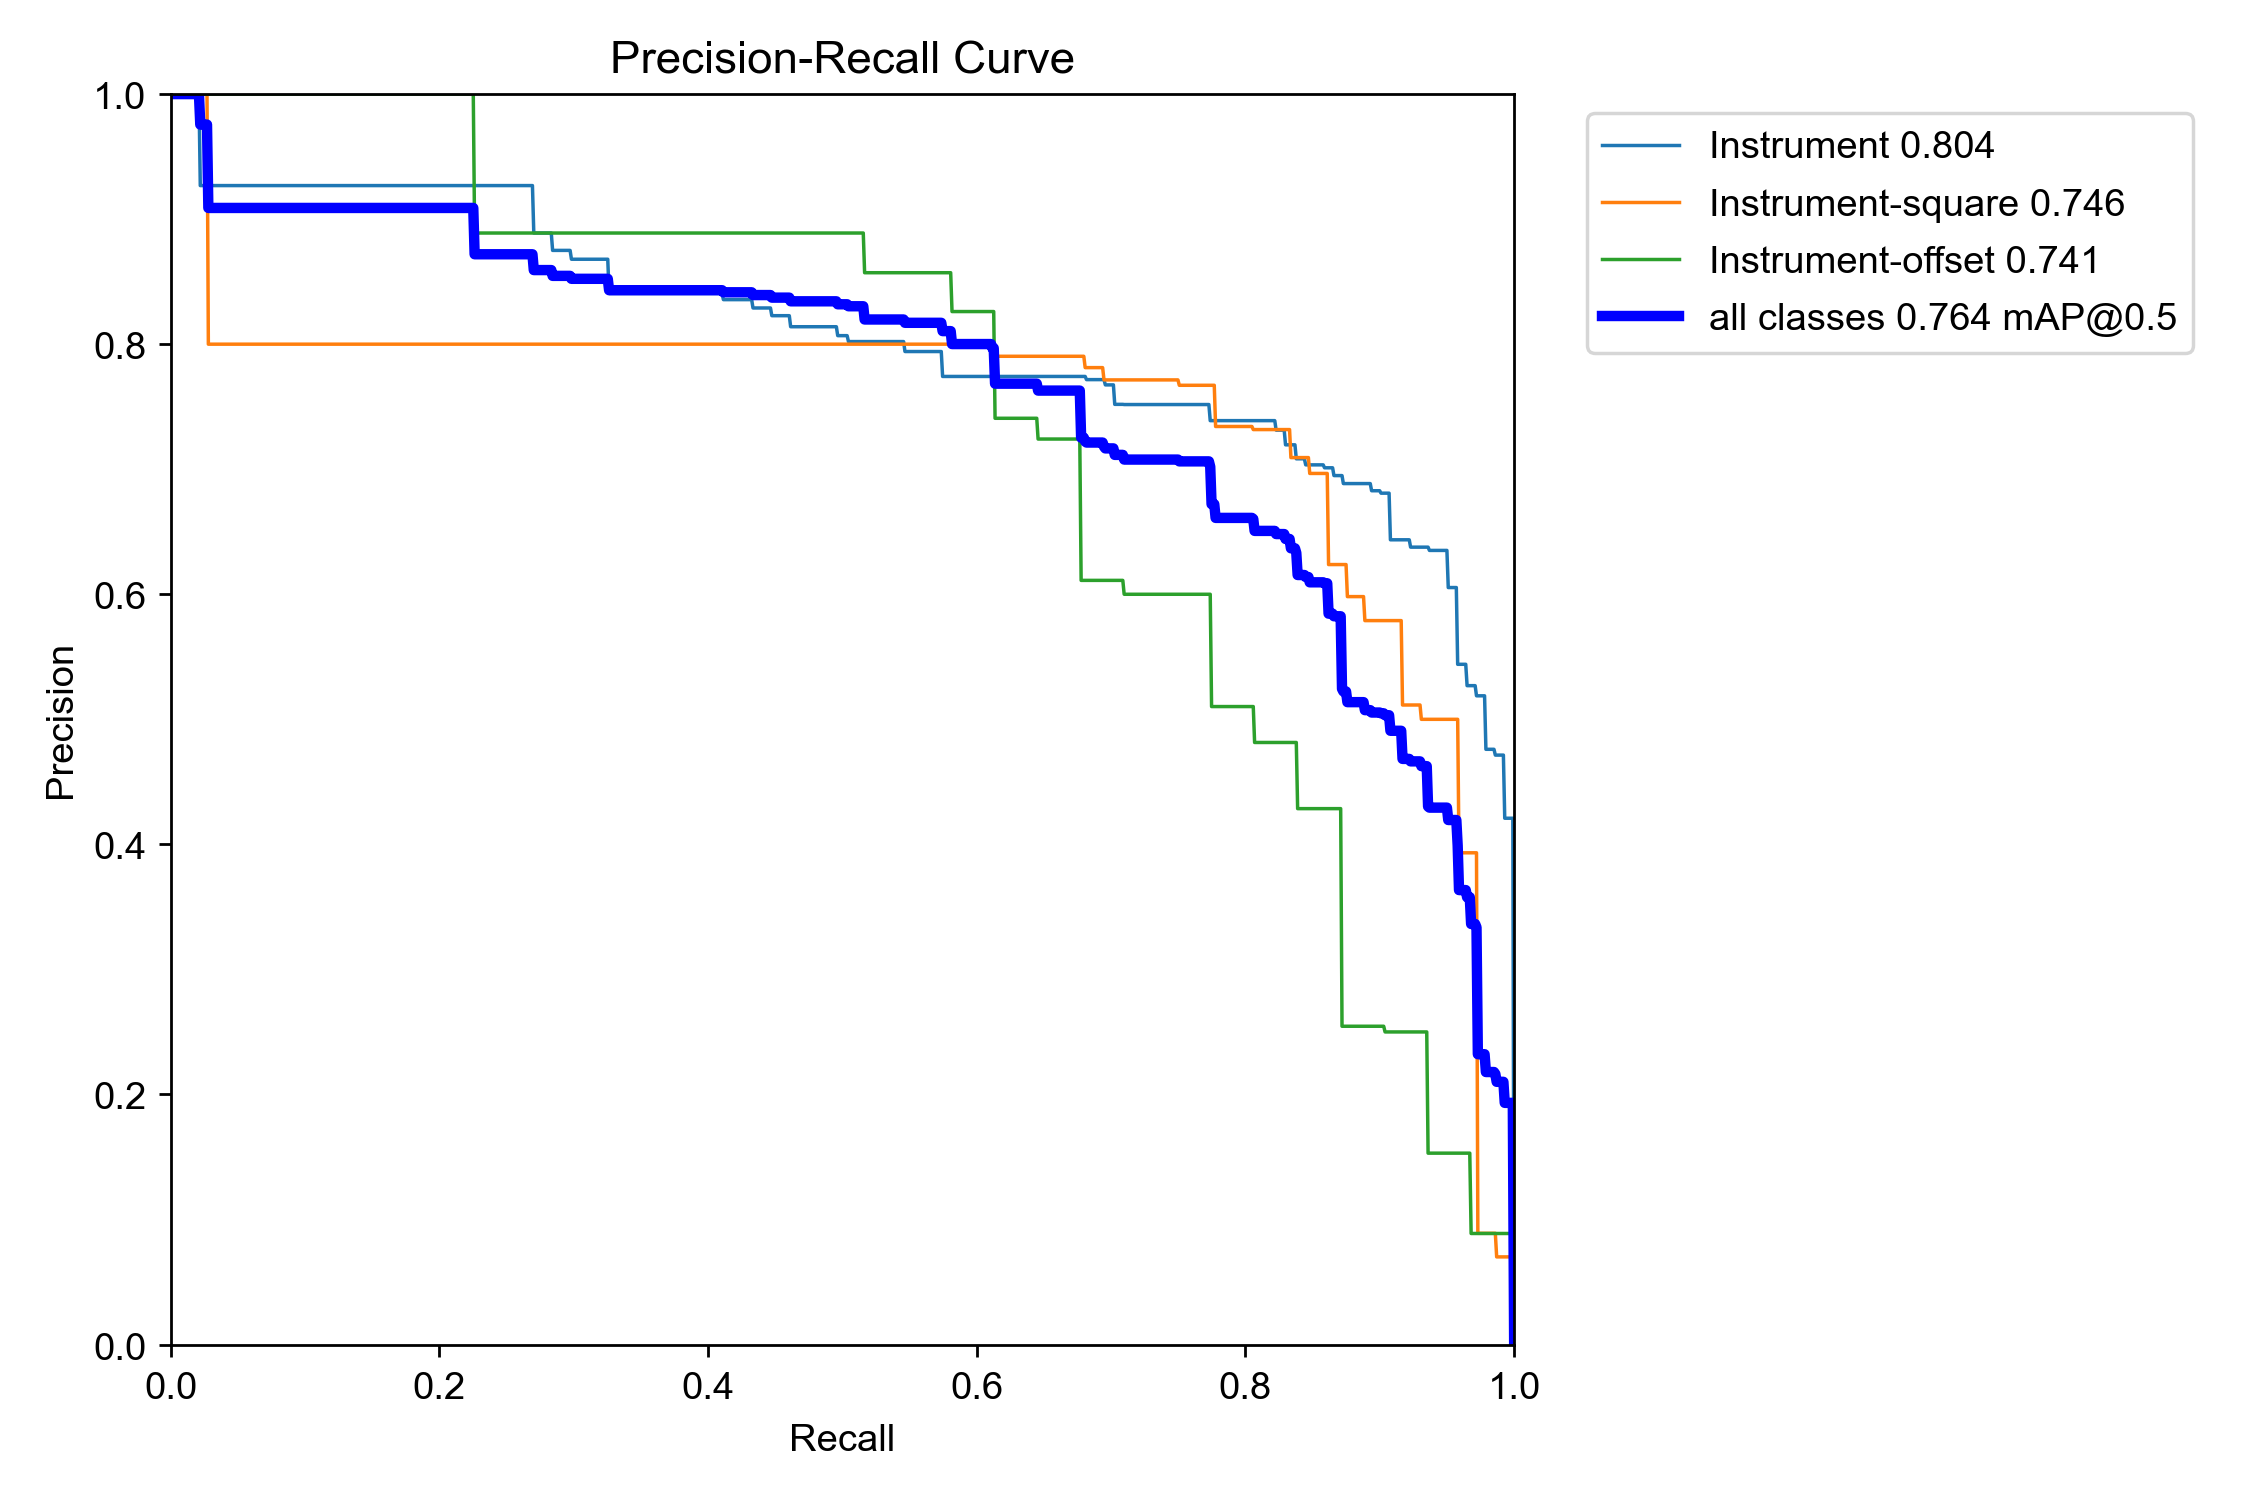 Precision-Recall Curve
1.0
0.8
0.6
0.4
0.2
0.0
Precision
0.0 0.2 0.4 0.6 0.8 1.0
Recall
Instrument 0.804
Instrument-square 0.746
Instrument-offset 0.741
all classes 0.764 mAP@0.5